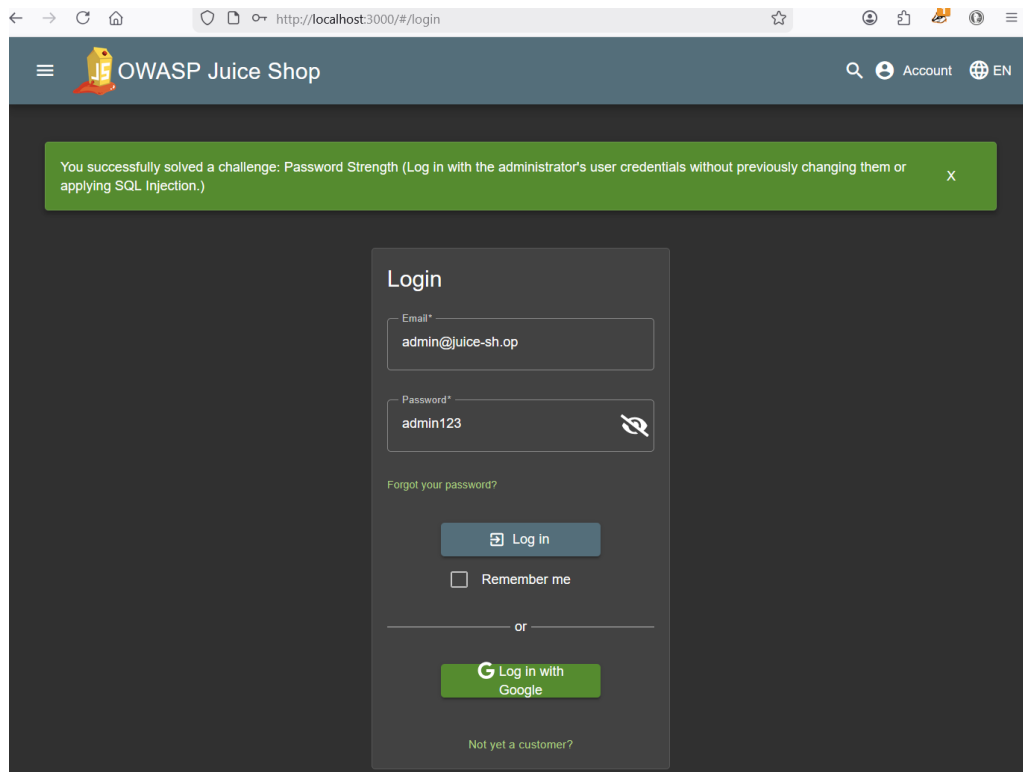 http://localhost:3000/#/login
OWASP Juice Shop
Account
EN
You successfully solved a challenge: Password Strength (Log in with the administrator's user credentials without previously changing them or
applying SQL Injection.)
X
Login
Email*
admin@juice-sh.op
Password*
admin123
Forgot your password?
Log in
Remember me
or
Log in with
Google
Not yet a customer?